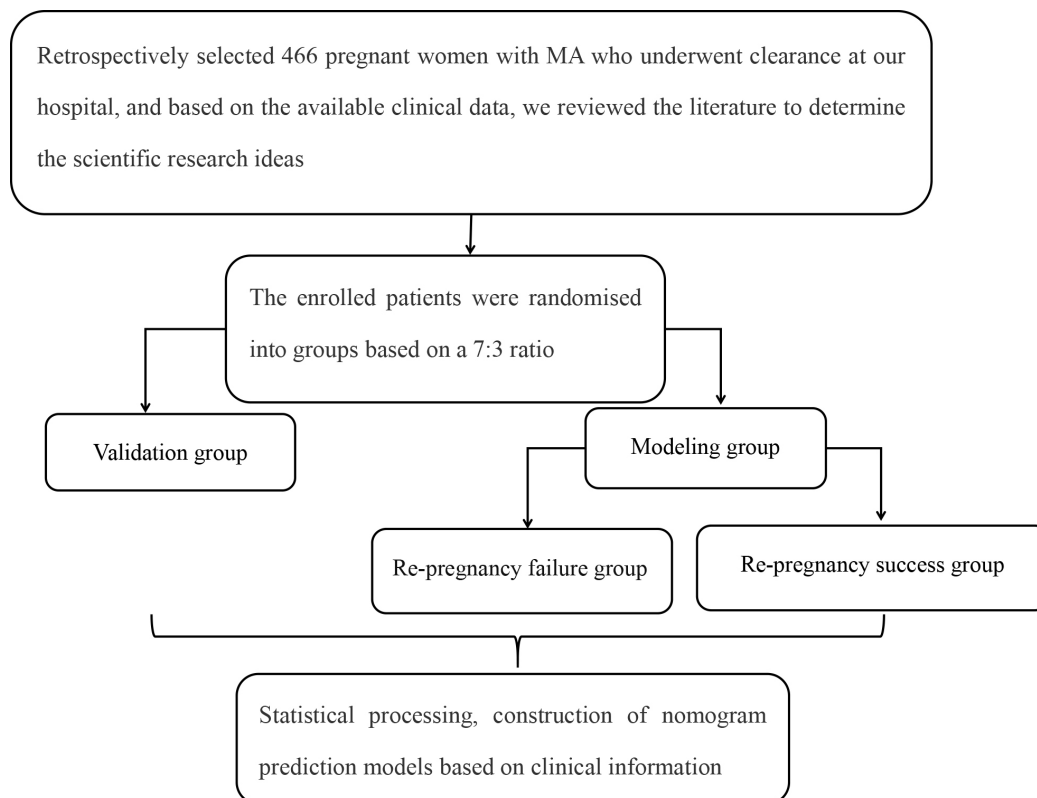 Retrospectively selected 466 pregnant women with MA who underwent clearance at our
hospital, and based on the available clinical data, we reviewed the literature to determine
the scientific research ideas
The enrolled patients were randomised
into groups based on a 7:3 ratio
Validation group
Modeling group
Re-pregnancy failure group
Re-pregnancy success group
Statistical processing, construction of nomogram
prediction models based on clinical information